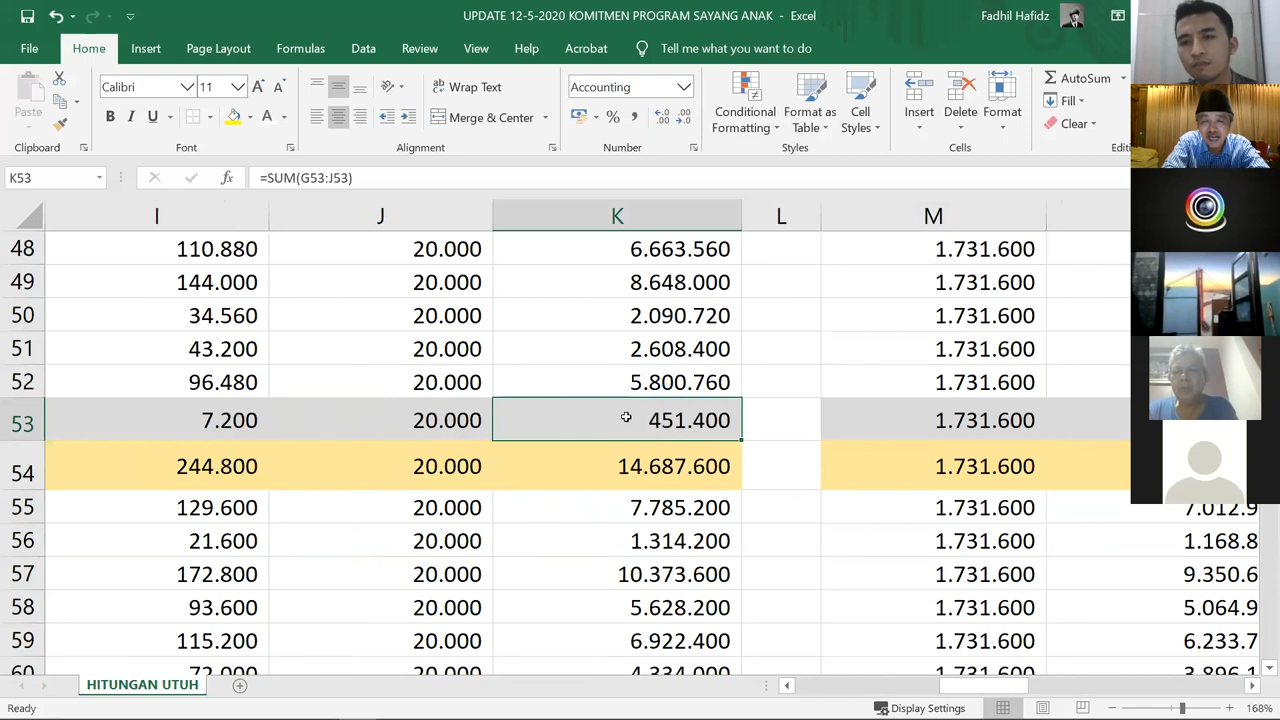 UPDATE 12-5-2020 KOMITMEN PROGRAM SAYANG ANAK - Excel
Fadhil Hafidz
File Home Insert Page Layout Formulas Data Review View Help Acrobat Tell me what you want to do
Calibri 11 Wrap Text Accounting AutoSum
Paste B I U A Merge & Center % Conditional Formatting Format as Table Cell Styles Insert Delete Format Fill Clear
Clipboard Font Alignment Number Styles Cells
K53 fx =SUM(G53:J53)
I J K L M
48 110.880 20.000 6.663.560 1.731.600
49 144.000 20.000 8.648.000 1.731.600
50 34.560 20.000 2.090.720 1.731.600
51 43.200 20.000 2.608.400 1.731.600
52 96.480 20.000 5.800.760 1.731.600
53 7.200 20.000 451.400 1.731.600
54 244.800 20.000 14.687.600 1.731.600
55 129.600 20.000 7.785.200 1.731.600 7.012.9
56 21.600 20.000 1.314.200 1.731.600 1.168.8
57 172.800 20.000 10.373.600 1.731.600 9.350.6
58 93.600 20.000 5.628.200 1.731.600 5.064.9
59 115.200 20.000 6.922.400 1.731.600 6.233.7
60 72.000 20.000 4.334.000 1.731.600 3.896.1
HITUNGAN UTUH
Ready Display Settings 168%